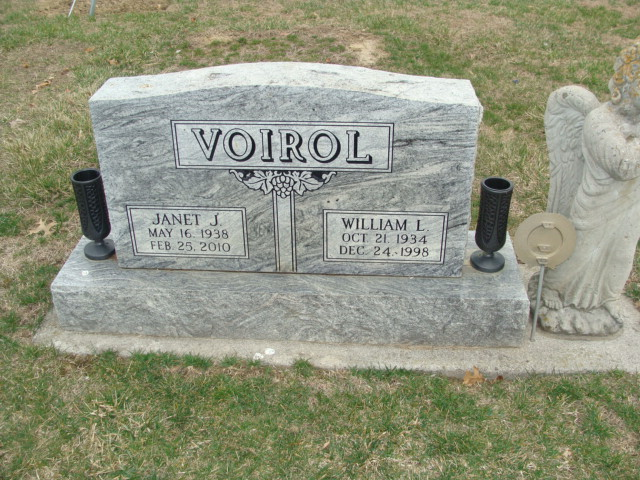 VOIROL
JANET J.
MAY 16, 1938
FEB. 25, 2010
WILLIAM L.
OCT. 21, 1934
DEC. 24, 1998